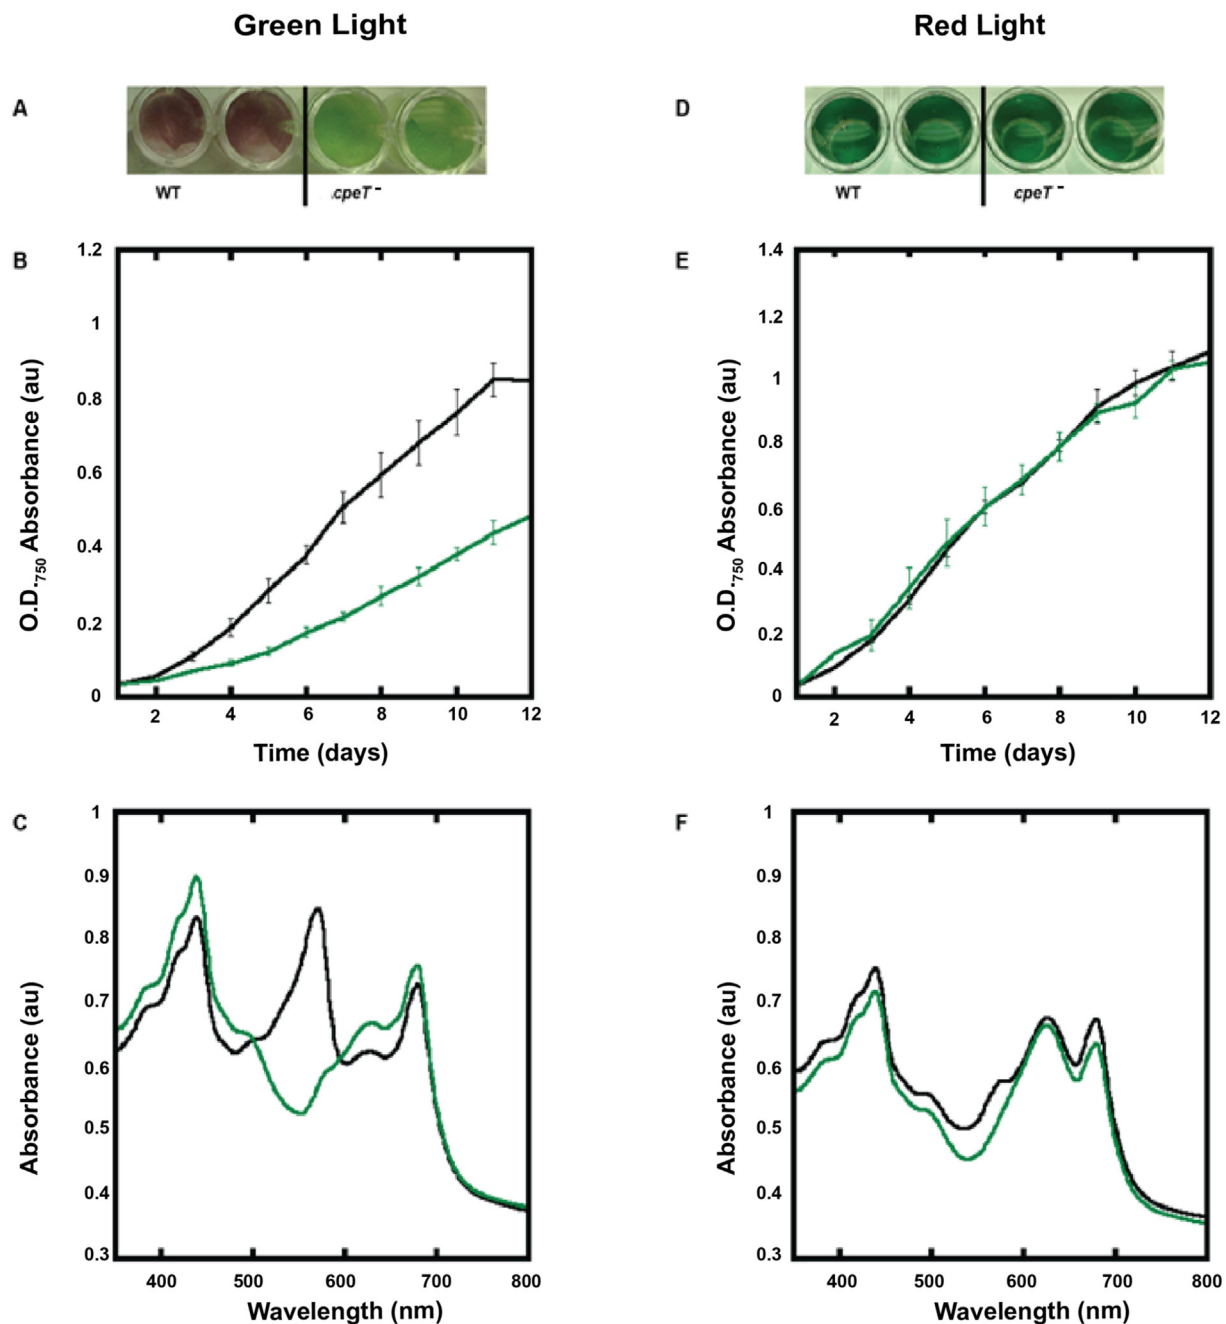 Green Light
Red Light
A
WT
.cpeT -
D
WT
cpeT -
B
1.2
1
0.8
0.6
0.4
0.2
0
O.D.750 Absorbance (au)
2 4 6 8 10 12
Time (days)
E
1.4
1.2
1
0.8
0.6
0.4
0.2
0
O.D.750 Absorbance (au)
2 4 6 8 10 12
Time (days)
C
1
0.9
0.8
0.7
0.6
0.5
0.4
0.3
Absorbance (au)
400 500 600 700 800
Wavelength (nm)
F
1
0.9
0.8
0.7
0.6
0.5
0.4
0.3
Absorbance (au)
400 500 600 700 800
Wavelength (nm)